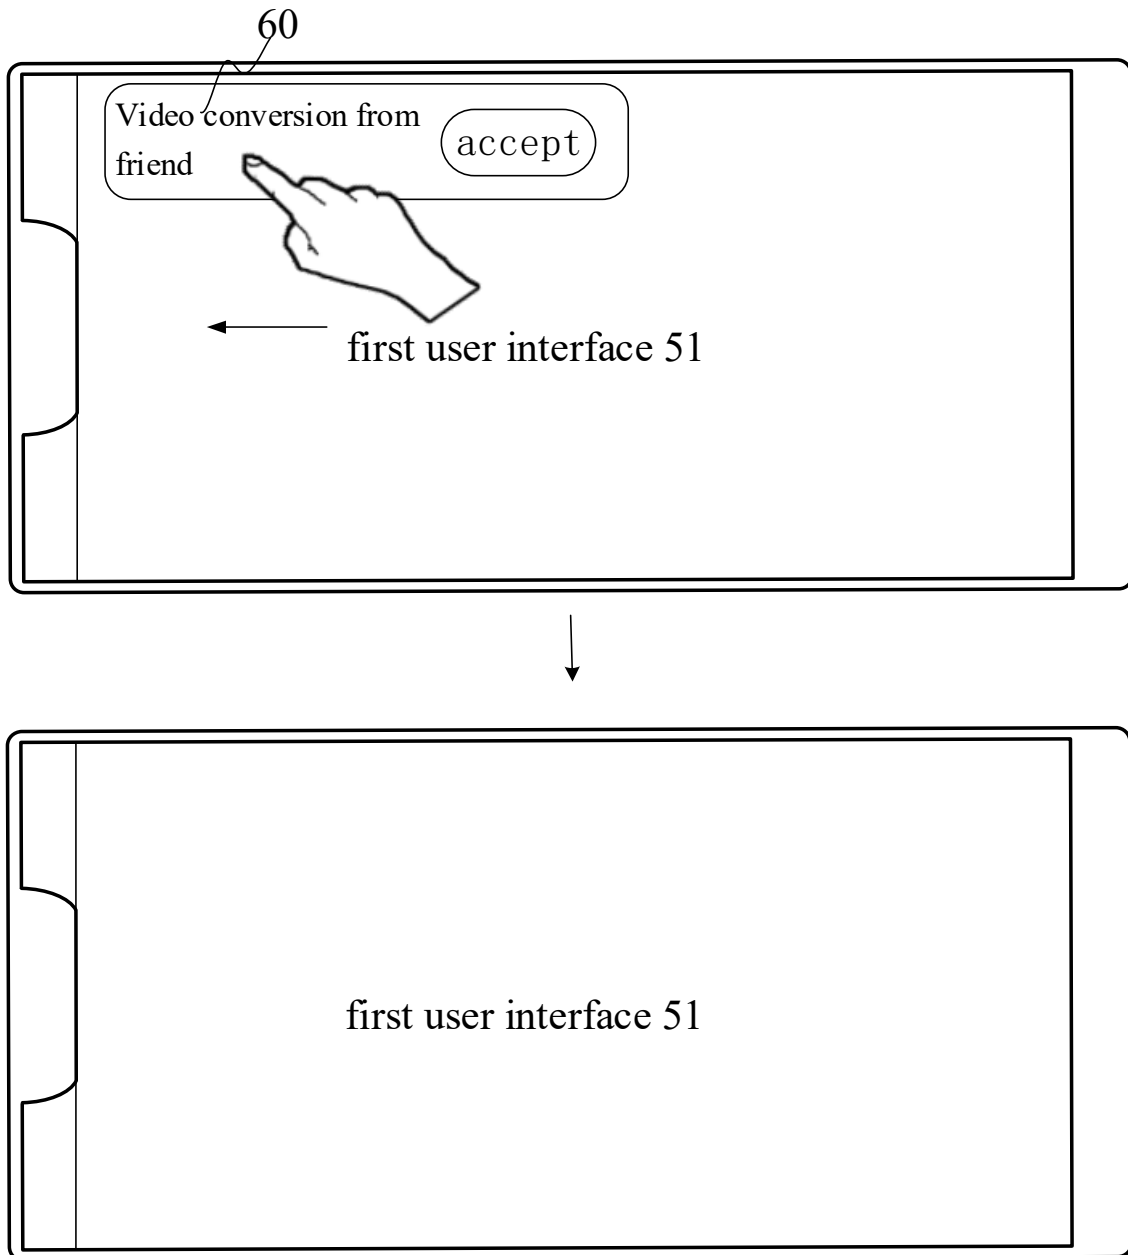 60
Video conversion from
friend
accept
first user interface 51
first user interface 51